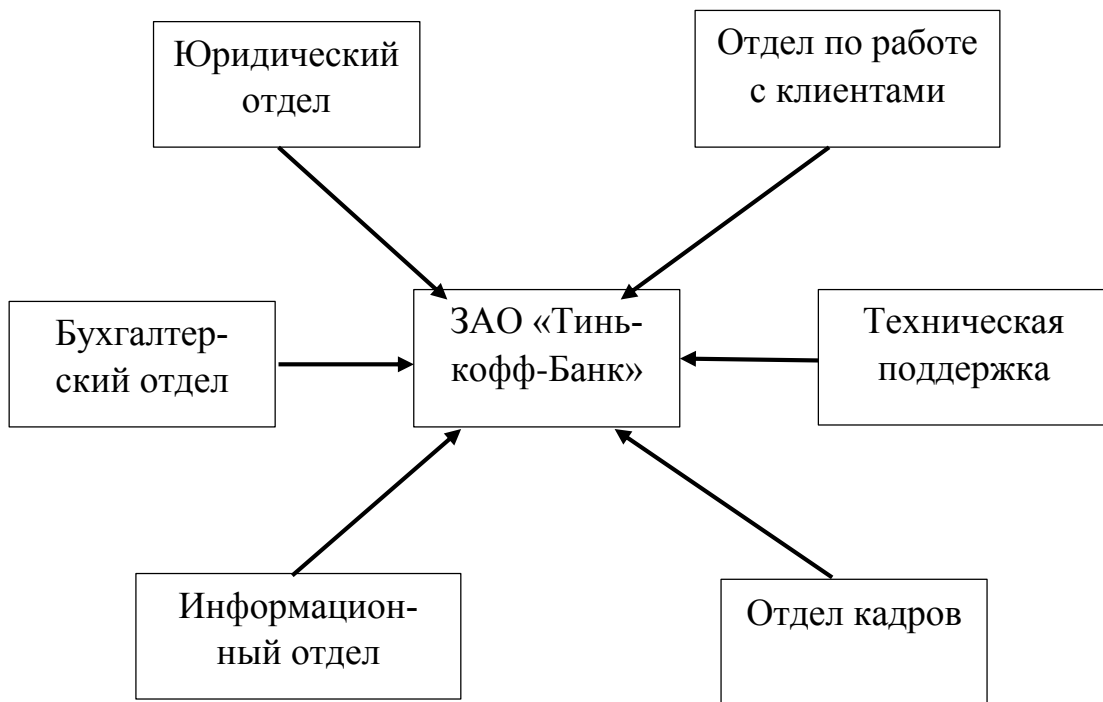 Юридический
отдел
Отдел по работе
с клиентами
Бухгалтер-
ский отдел
ЗАО «Тинь-
кофф-Банк»
Техническая
поддержка
Информацион-
ный отдел
Отдел кадров